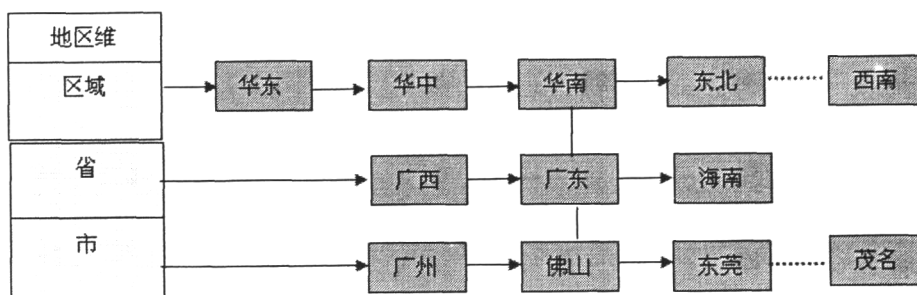 地区维
区域 华东 华中 华南 东北 西南
省 广西 广东 海南
市 广州 佛山 东莞 茂名